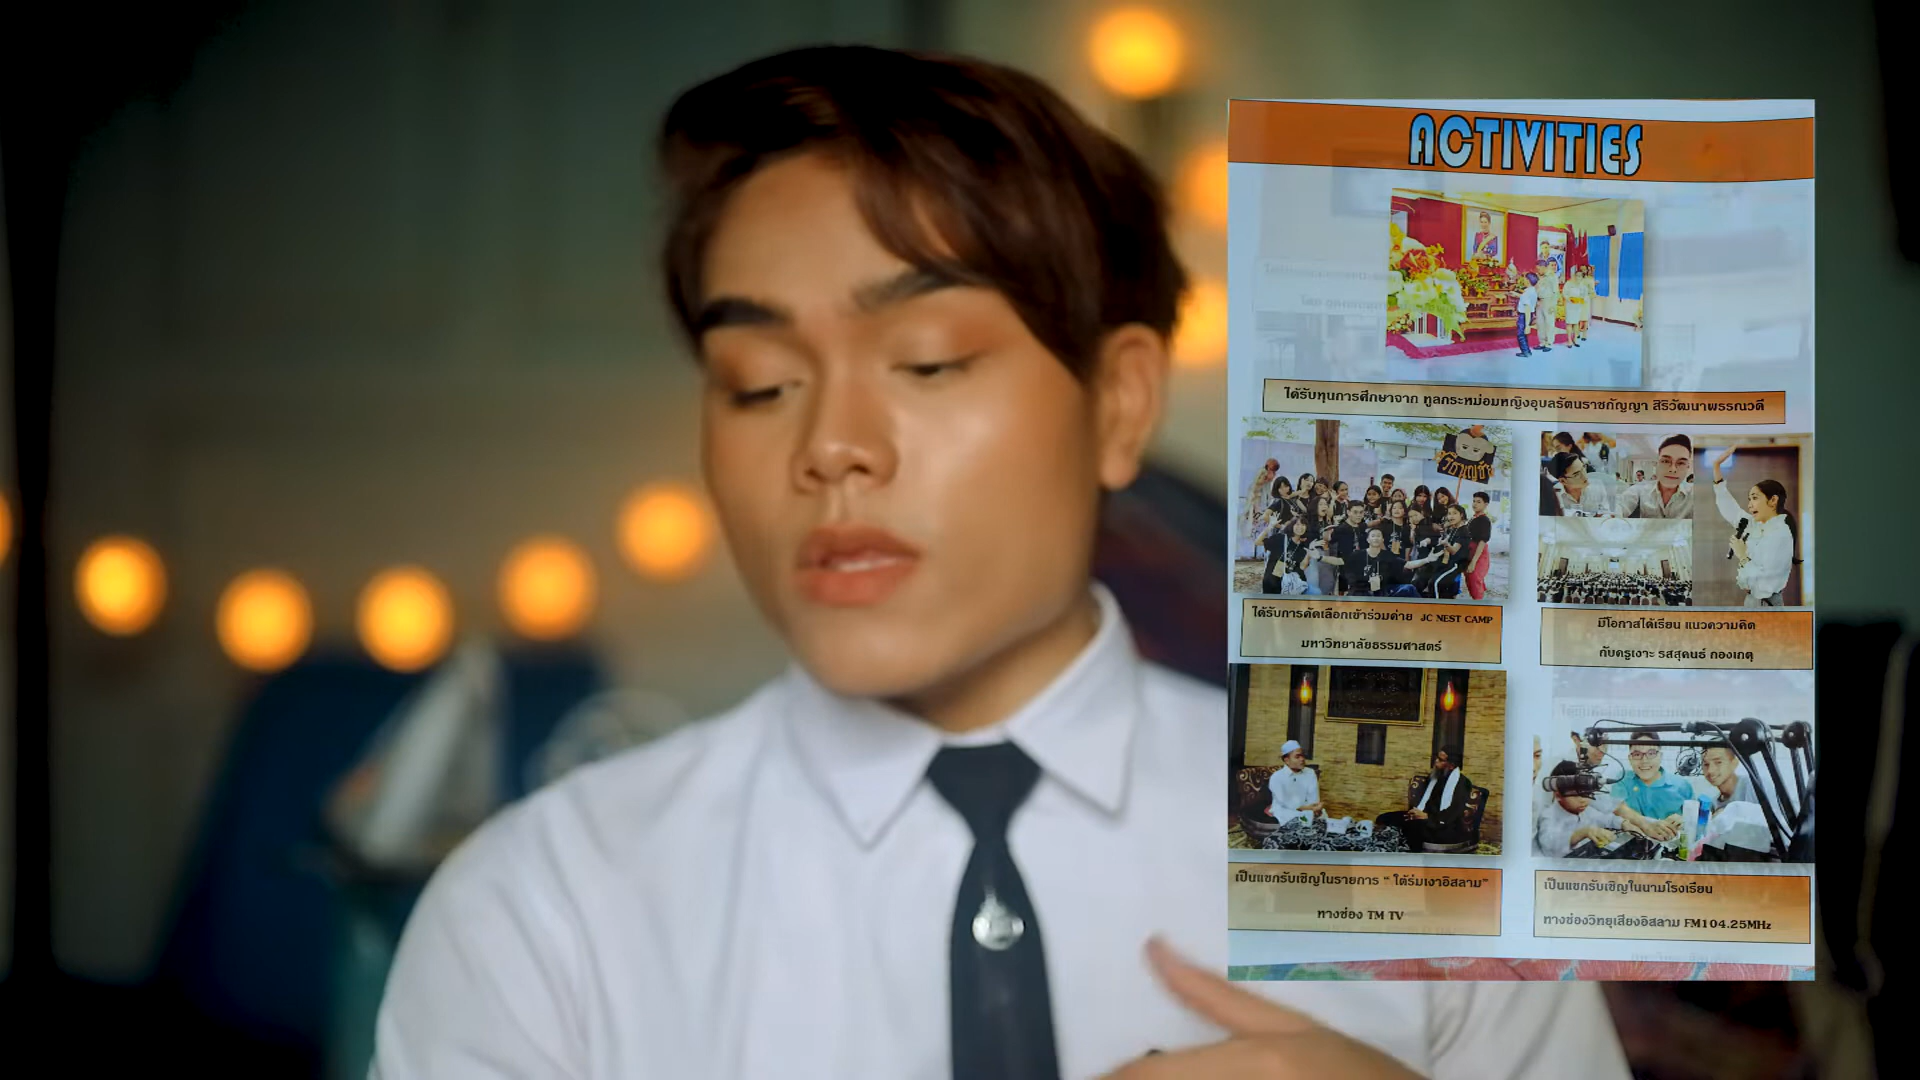 ACTIVITIES
ได้รับทุนการศึกษาจาก ทูลกระหม่อมหญิงอุบลรัตนราชกัญญา สิริวัฒนาพรรณวดี
ได้รับการคัดเลือกเข้าร่วมค่าย JC NEST CAMP
มหาวิทยาลัยธรรมศาสตร์
มีโอกาสได้เรียน แนวความคิด
กับครูเงาะ รสสุคนธ์ กองเกตุ
เป็นแขกรับเชิญในรายการ “ ใต้ร่มเงาอิสลาม”
ทางช่อง TM TV
เป็นแขกรับเชิญในนามโรงเรียน
ทางช่องวิทยุเสียงอิสลาม FM104.25MHz